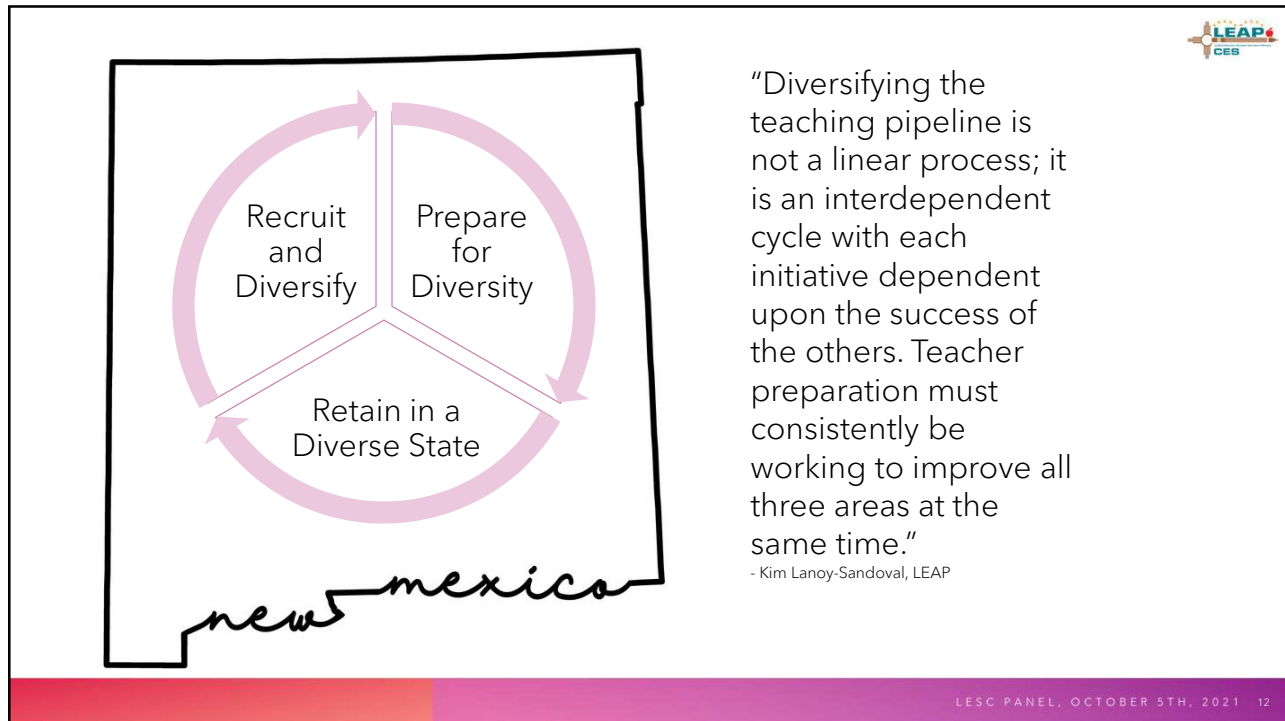 LEAP
CES
Recruit
and
Diversify
Prepare
for
Diversity
Retain in a
Diverse State
new mexico
“Diversifying the
teaching pipeline is
not a linear process; it
is an interdependent
cycle with each
initiative dependent
upon the success of
the others. Teacher
preparation must
consistently be
working to improve all
three areas at the
same time.”
- Kim Lanoy-Sandoval, LEAP
LESC PANEL, OCTOBER 5TH, 2021 12